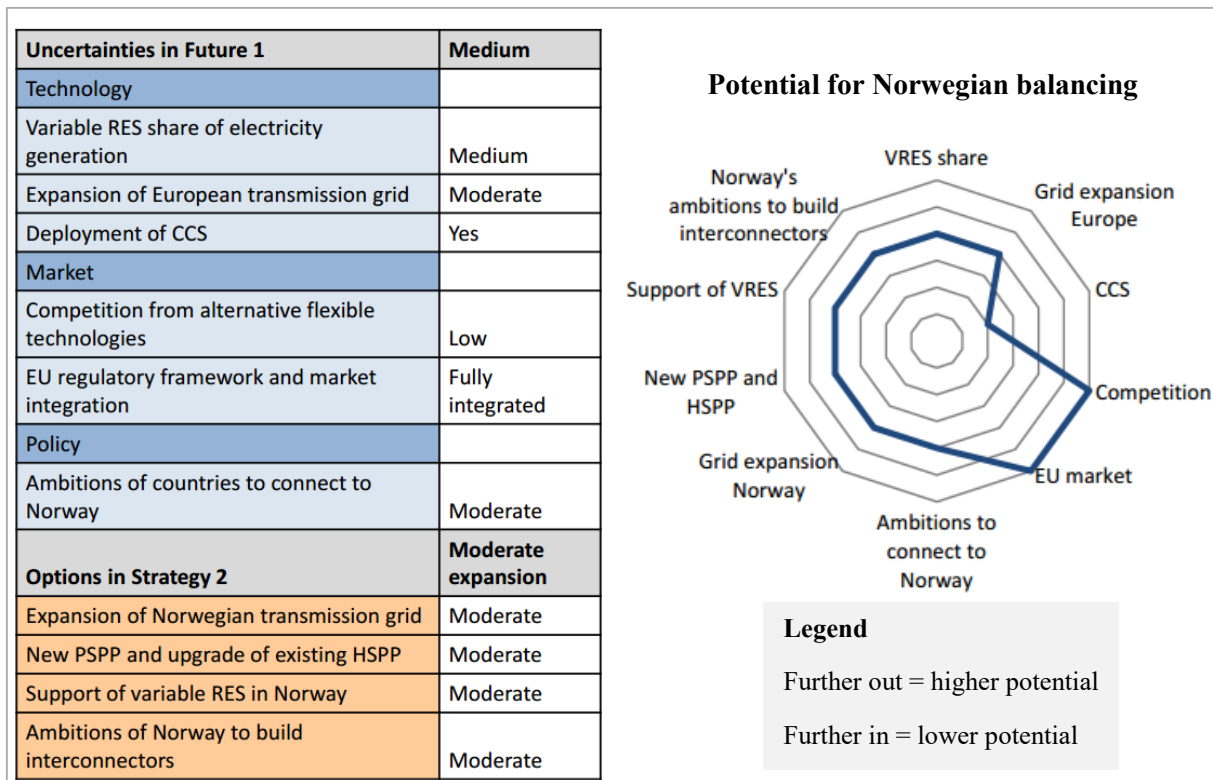 Uncertainties in Future 1
Medium
Technology
Variable RES share of electricity
generation
Medium
Expansion of European transmission grid
Moderate
Deployment of CCS
Yes
Market
Competition from alternative flexible
technologies
Low
EU regulatory framework and market
integration
Fully
integrated
Policy
Ambitions of countries to connect to
Norway
Moderate
Options in Strategy 2
Moderate
expansion
Expansion of Norwegian transmission grid
Moderate
New PSPP and upgrade of existing HSPP
Moderate
Support of variable RES in Norway
Moderate
Ambitions of Norway to build
interconnectors
Moderate
Potential for Norwegian balancing
VRES share
Grid expansion
Europe
CCS
Competition
EU market
Ambitions to
connect to
Norway
Grid expansion
Norway
New PSPP and
HSPP
Support of VRES
Norway's
ambitions to build
interconnectors
Legend
Further out = higher potential
Further in = lower potential